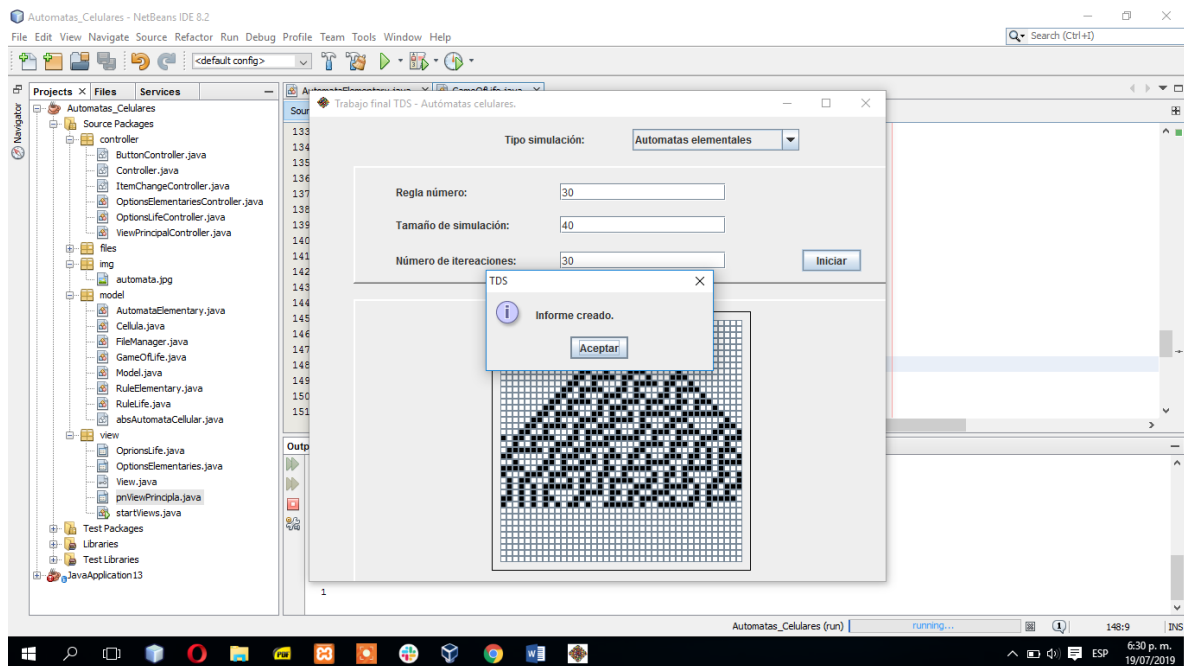 Automatas_Celulares - NetBeans IDE 8.2
File Edit View Navigate Source Refactor Run Debug Profile Team Tools Window Help
Search (Ctrl+I)
<default config>
Projects Files Services
Navigator
Automatas_Celulares
Source Packages
controller
ButtonController.java
Controller.java
ItemChangeController.java
OptionsElementariesController.java
OptionsLifeController.java
ViewPrincipalController.java
files
img
automata.jpg
model
AutomataElementary.java
Cellula.java
FileManager.java
GameOfLife.java
Model.java
RuleElementary.java
RuleLife.java
absAutomataCellular.java
view
OprionsLife.java
OptionsElementaries.java
View.java
pnViewPrincipla.java
startViews.java
Test Packages
Libraries
Test Libraries
JavaApplication13
Sour
133
134
135
136
137
138
139
140
141
142
143
144
145
146
147
148
149
150
151
Outp
Trabajo final TDS - Autómatas celulares.
Tipo simulación: Automatas elementales
Regla número: 30
Tamaño de simulación: 40
Número de itereaciones: 30
Iniciar
TDS
Informe creado.
Aceptar
1
Automatas_Celulares (run) running... 148:9 INS
ESP
6:30 p. m.
19/07/2019